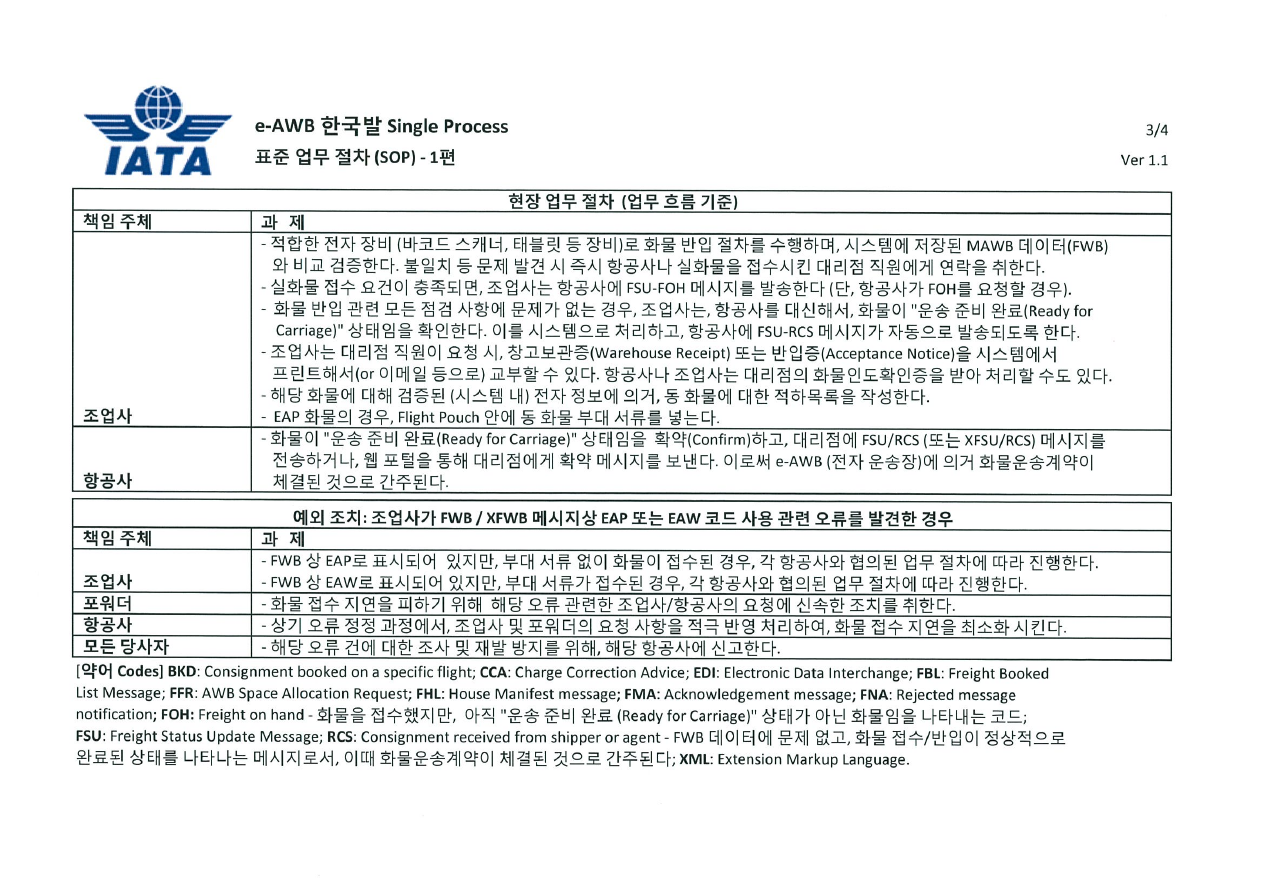 IATA
e-AWB 한국발 Single Process
표준 업무 절차 (SOP) - 1편
3/4
Ver 1.1
현장 업무 절차 (업무 흐름 기준)
책임 주체 과 제
- 적합한 전자 장비 (바코드 스캐너, 태블릿 등 장비)로 화물 반입 절차를 수행하며, 시스템에 저장된 MAWB 데이터(FWB)
와 비교 검증한다. 불일치 등 문제 발견 시 즉시 항공사나 실화물을 접수시킨 대리점 직원에게 연락을 취한다.
- 실화물 접수 요건이 충족되면, 조업사는 항공사에 FSU-FOH 메시지를 발송한다 (단, 항공사가 FOH를 요청할 경우).
- 화물 반입 관련 모든 점검 사항에 문제가 없는 경우, 조업사는, 항공사를 대신해서, 화물이 "운송 준비 완료(Ready for
Carriage)" 상태임을 확인한다. 이를 시스템으로 처리하고, 항공사에 FSU-RCS 메시지가 자동으로 발송되도록 한다.
- 조업사는 대리점 직원이 요청 시, 창고보관증(Warehouse Receipt) 또는 반입증(Acceptance Notice)을 시스템에서
프린트해서(or 이메일 등으로) 교부할 수 있다. 항공사나 조업사는 대리점의 화물인도확인증을 받아 처리할 수도 있다.
- 해당 화물에 대해 검증된 (시스템 내) 전자 정보에 의거, 동 화물에 대한 적하목록을 작성한다.
조업사 - EAP 화물의 경우, Flight Pouch 안에 동 화물 부대 서류를 넣는다.
- 화물이 "운송 준비 완료(Ready for Carriage)" 상태임을 확약(Confirm)하고, 대리점에 FSU/RCS (또는 XFSU/RCS) 메시지를
전송하거나, 웹 포털을 통해 대리점에게 확약 메시지를 보낸다. 이로써 e-AWB (전자 운송장)에 의거 화물운송계약이
항공사 체결된 것으로 간주된다.
예외 조치: 조업사가 FWB / XFWB 메시지상 EAP 또는 EAW 코드 사용 관련 오류를 발견한 경우
책임 주체 과 제
- FWB 상 EAP로 표시되어 있지만, 부대 서류 없이 화물이 접수된 경우, 각 항공사와 협의된 업무 절차에 따라 진행한다.
조업사 - FWB 상 EAW로 표시되어 있지만, 부대 서류가 접수된 경우, 각 항공사와 협의된 업무 절차에 따라 진행한다.
포워더 - 화물 접수 지연을 피하기 위해 해당 오류 관련한 조업사/항공사의 요청에 신속한 조치를 취한다.
항공사 - 상기 오류 정정 과정에서, 조업사 및 포워더의 요청 사항을 적극 반영 처리하여, 화물 접수 지연을 최소화 시킨다.
모든 당사자 - 해당 오류 건에 대한 조사 및 재발 방지를 위해, 해당 항공사에 신고한다.
[약어 Codes] BKD: Consignment booked on a specific flight; CCA: Charge Correction Advice; EDI: Electronic Data Interchange; FBL: Freight Booked
List Message; FFR: AWB Space Allocation Request; FHL: House Manifest message; FMA: Acknowledgement message; FNA: Rejected message
notification; FOH: Freight on hand - 화물을 접수했지만, 아직 "운송 준비 완료 (Ready for Carriage)" 상태가 아닌 화물임을 나타내는 코드;
FSU: Freight Status Update Message; RCS: Consignment received from shipper or agent - FWB 데이터에 문제 없고, 화물 접수/반입이 정상적으로
완료된 상태를 나타나는 메시지로서, 이때 화물운송계약이 체결된 것으로 간주된다; XML: Extension Markup Language.